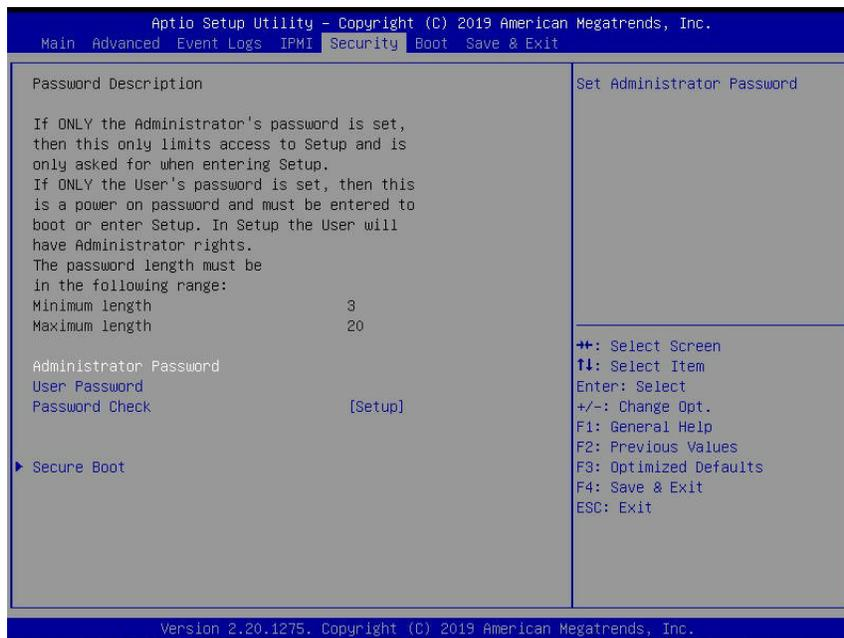 Aptio Setup Utility – Copyright (C) 2019 American Megatrends, Inc.
Main Advanced Event Logs IPMI Security Boot Save & Exit
Password Description
If ONLY the Administrator's password is set,
then this only limits access to Setup and is
only asked for when entering Setup.
If ONLY the User's password is set, then this
is a power on password and must be entered to
boot or enter Setup. In Setup the User will
have Administrator rights.
The password length must be
in the following range:
Minimum length 3
Maximum length 20
Administrator Password
User Password
Password Check [Setup]
Secure Boot
Set Administrator Password
→←: Select Screen
↑↓: Select Item
Enter: Select
+/-: Change Opt.
F1: General Help
F2: Previous Values
F3: Optimized Defaults
F4: Save & Exit
ESC: Exit
Version 2.20.1275. Copyright (C) 2019 American Megatrends, Inc.